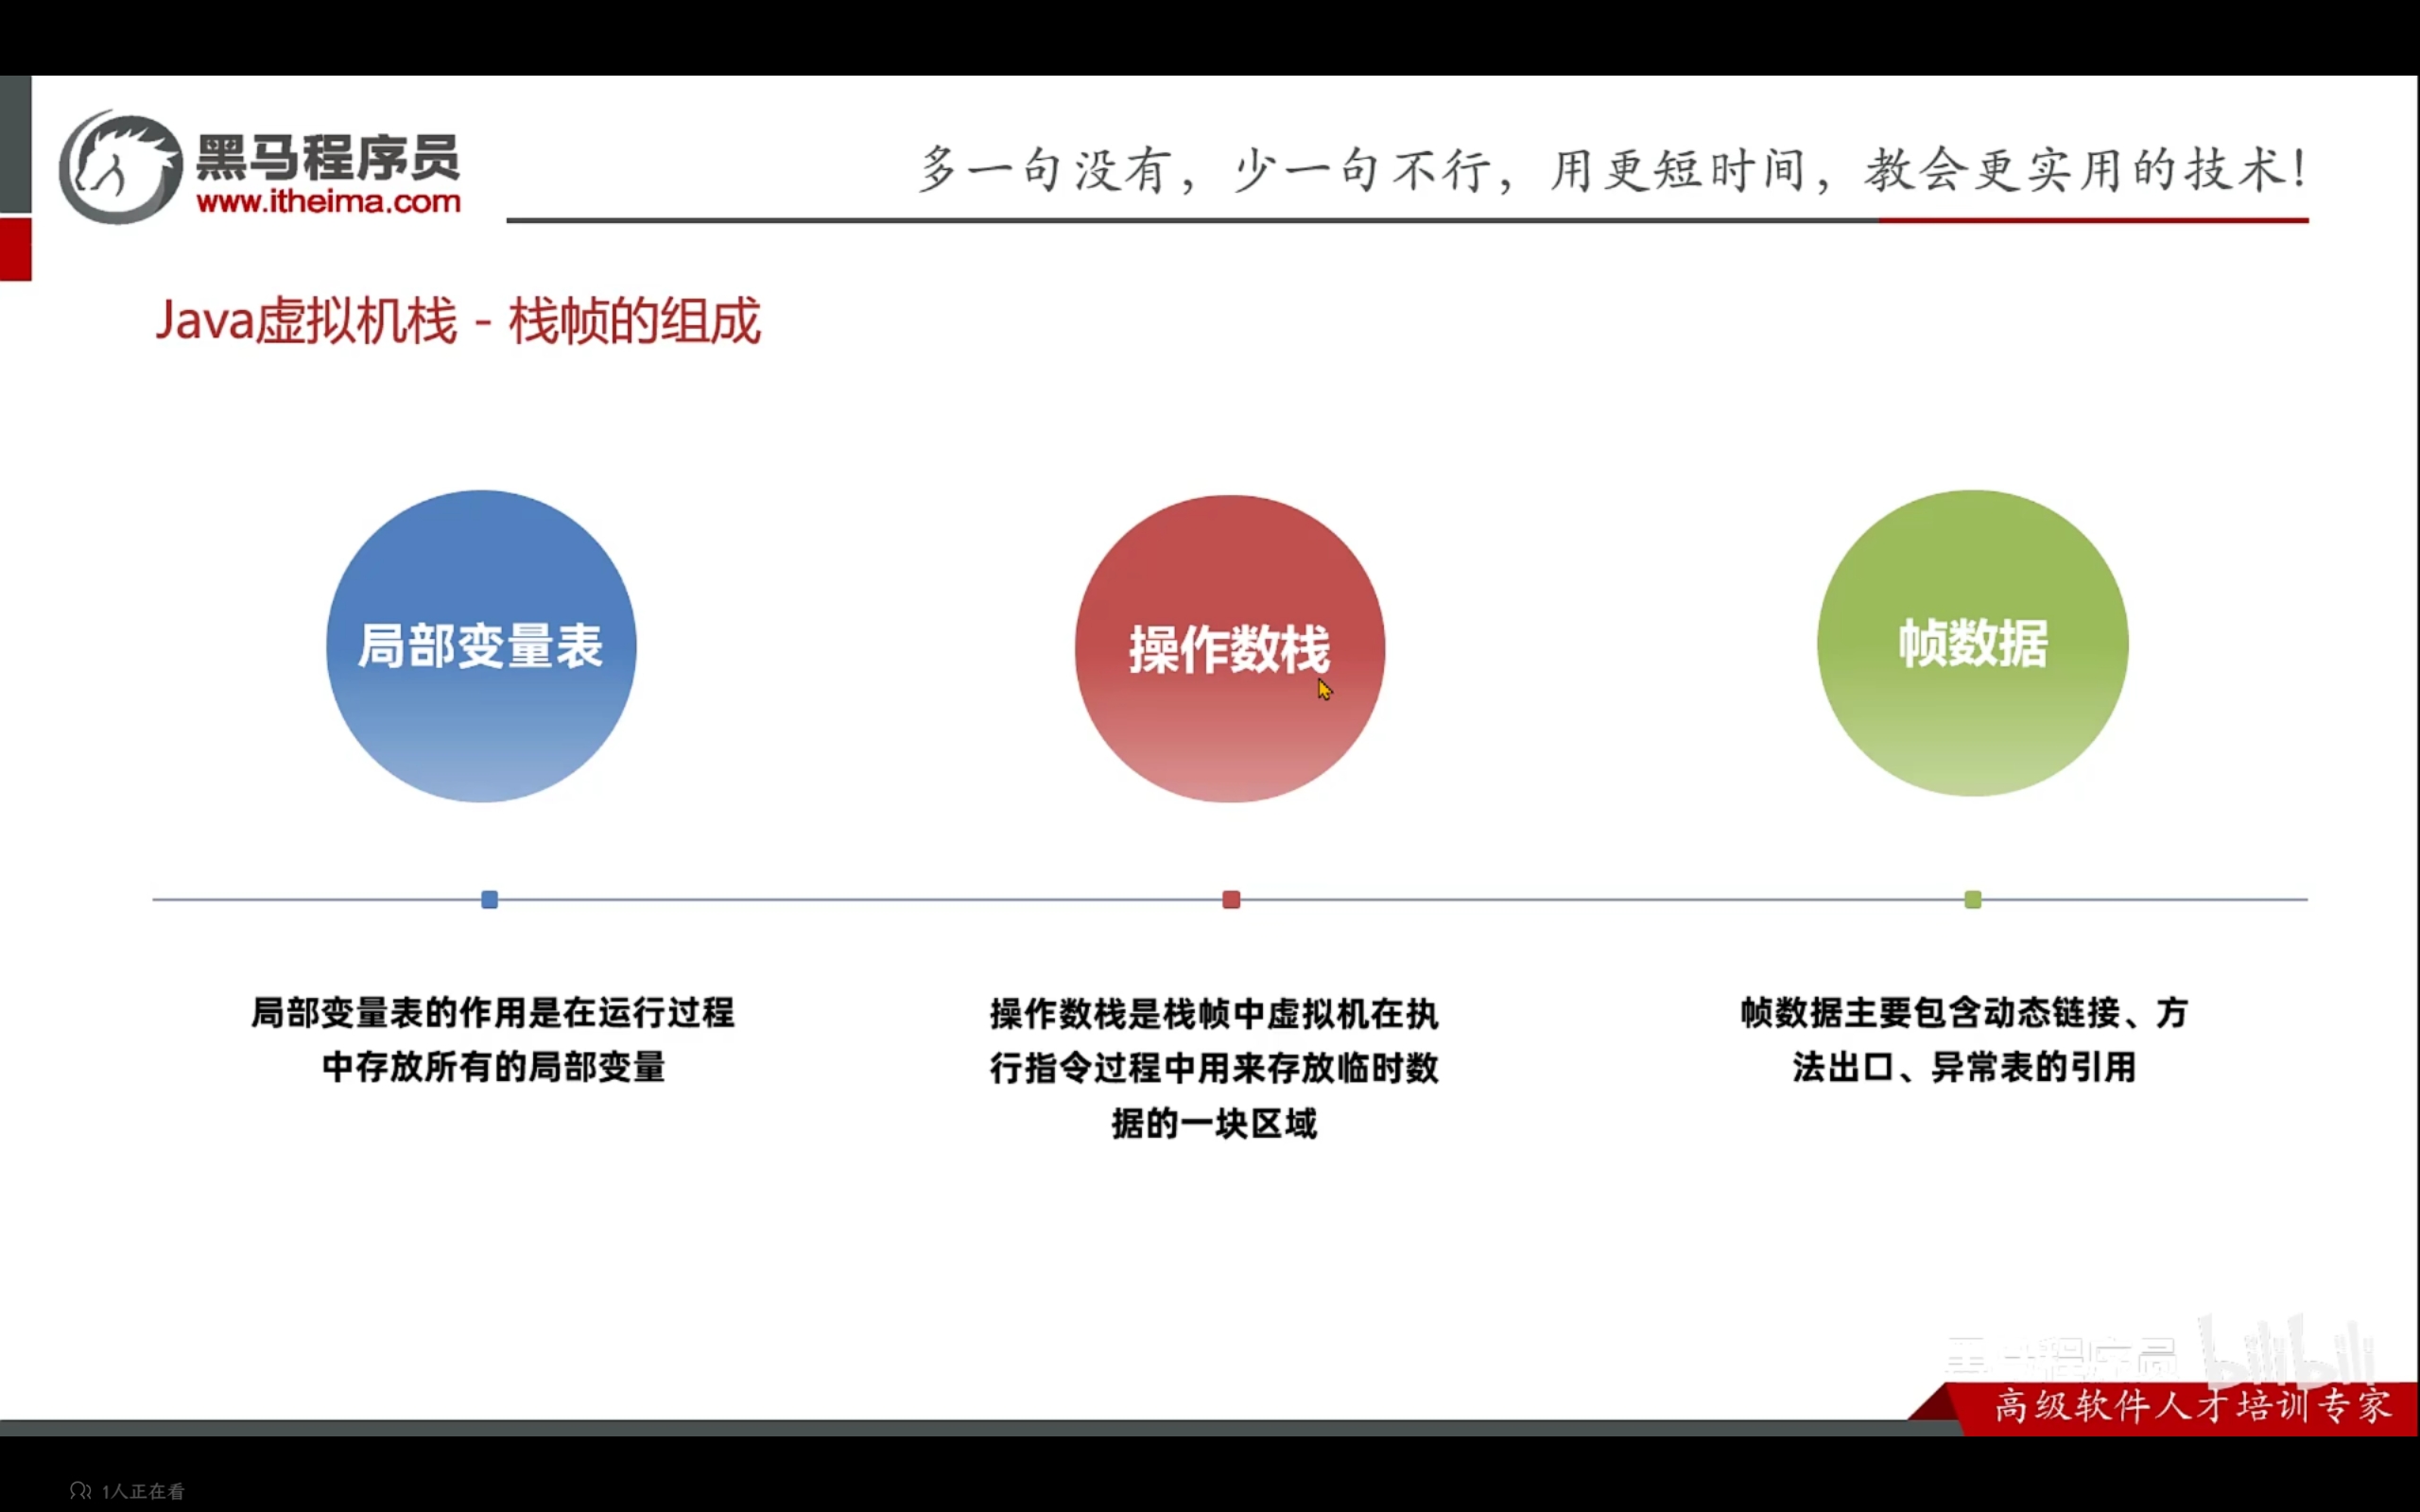 黑马程序员
www.itheima.com
多一句没有，少一句不行，用更短时间，教会更实用的技术！
Java虚拟机栈 - 栈帧的组成
局部变量表
操作数栈
帧数据
局部变量表的作用是在运行过程
中存放所有的局部变量
操作数栈是栈帧中虚拟机在执
行指令过程中用来存放临时数
据的一块区域
帧数据主要包含动态链接、方
法出口、异常表的引用
黑马程序员 bilibili
高级软件人才培训专家
1人正在看